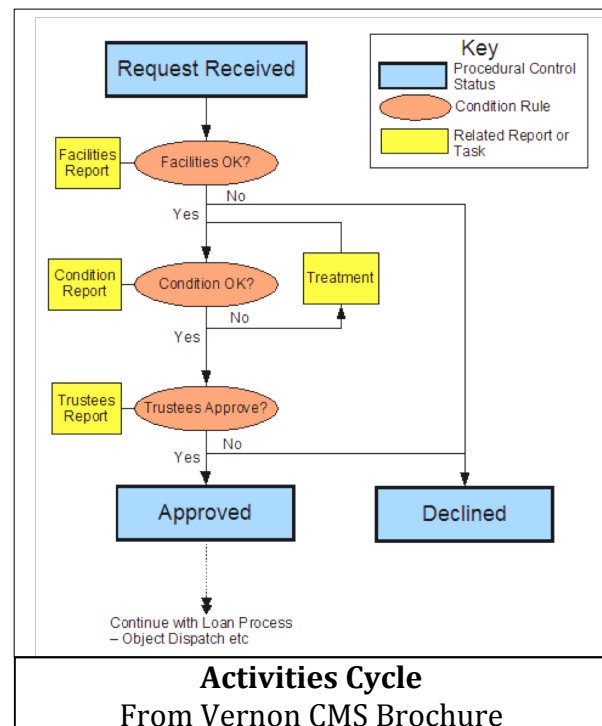 Request Received
Key
Procedural Control
Status
Condition Rule
Related Report or
Task
Facilities
Report
Facilities OK?
No
Yes
Condition
Report
Condition OK?
Treatment
No
Yes
Trustees
Report
Trustees Approve?
No
Yes
Approved
Declined
Continue with Loan Process
– Object Dispatch etc
Activities Cycle
From Vernon CMS Brochure